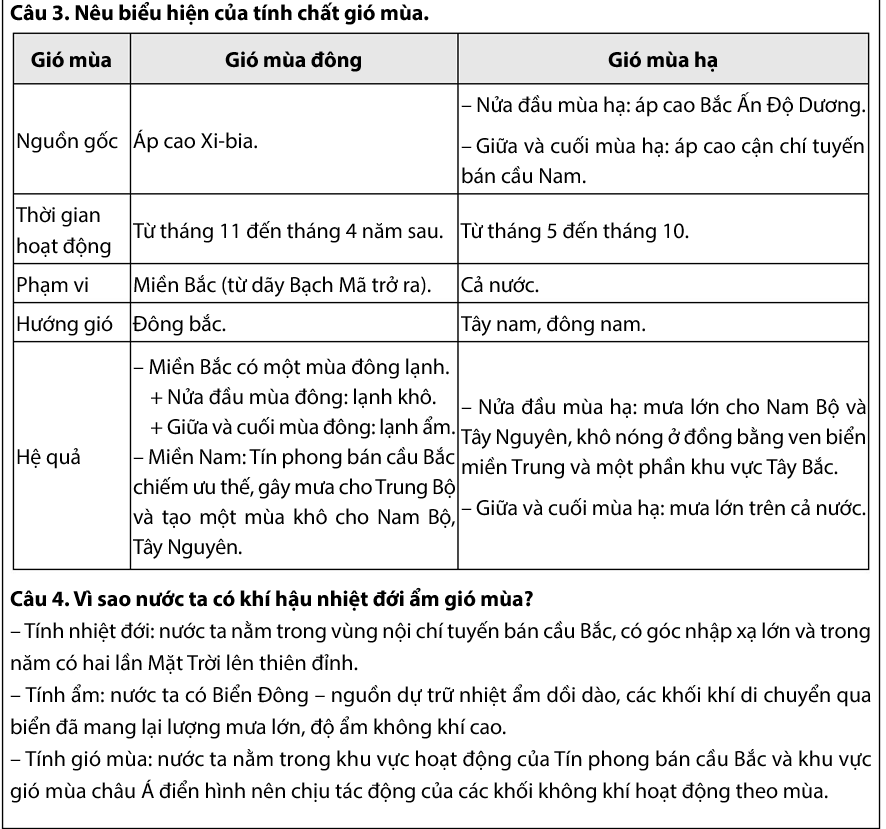 Câu 3. Nêu biểu hiện của tính chất gió mùa.
Gió mùa
Gió mùa đông
Gió mùa hạ
Nguồn gốc
Áp cao Xi-bia.
– Nửa đầu mùa hạ: áp cao Bắc Ấn Độ Dương.
– Giữa và cuối mùa hạ: áp cao cận chí tuyến
bán cầu Nam.
Thời gian
hoạt động
Từ tháng 11 đến tháng 4 năm sau.
Từ tháng 5 đến tháng 10.
Phạm vi
Miền Bắc (từ dãy Bạch Mã trở ra).
Cả nước.
Hướng gió
Đông bắc.
Tây nam, đông nam.
Hệ quả
– Miền Bắc có một mùa đông lạnh.
+ Nửa đầu mùa đông: lạnh khô.
+ Giữa và cuối mùa đông: lạnh ẩm.
– Miền Nam: Tín phong bán cầu Bắc
chiếm ưu thế, gây mưa cho Trung Bộ
và tạo một mùa khô cho Nam Bộ,
Tây Nguyên.
– Nửa đầu mùa hạ: mưa lớn cho Nam Bộ và
Tây Nguyên, khô nóng ở đồng bằng ven biển
miền Trung và một phần khu vực Tây Bắc.
– Giữa và cuối mùa hạ: mưa lớn trên cả nước.
Câu 4. Vì sao nước ta có khí hậu nhiệt đới ẩm gió mùa?
– Tính nhiệt đới: nước ta nằm trong vùng nội chí tuyến bán cầu Bắc, có góc nhập xạ lớn và trong
năm có hai lần Mặt Trời lên thiên đỉnh.
– Tính ẩm: nước ta có Biển Đông – nguồn dự trữ nhiệt ẩm dồi dào, các khối khí di chuyển qua
biển đã mang lại lượng mưa lớn, độ ẩm không khí cao.
– Tính gió mùa: nước ta nằm trong khu vực hoạt động của Tín phong bán cầu Bắc và khu vực
gió mùa châu Á điển hình nên chịu tác động của các khối không khí hoạt động theo mùa.